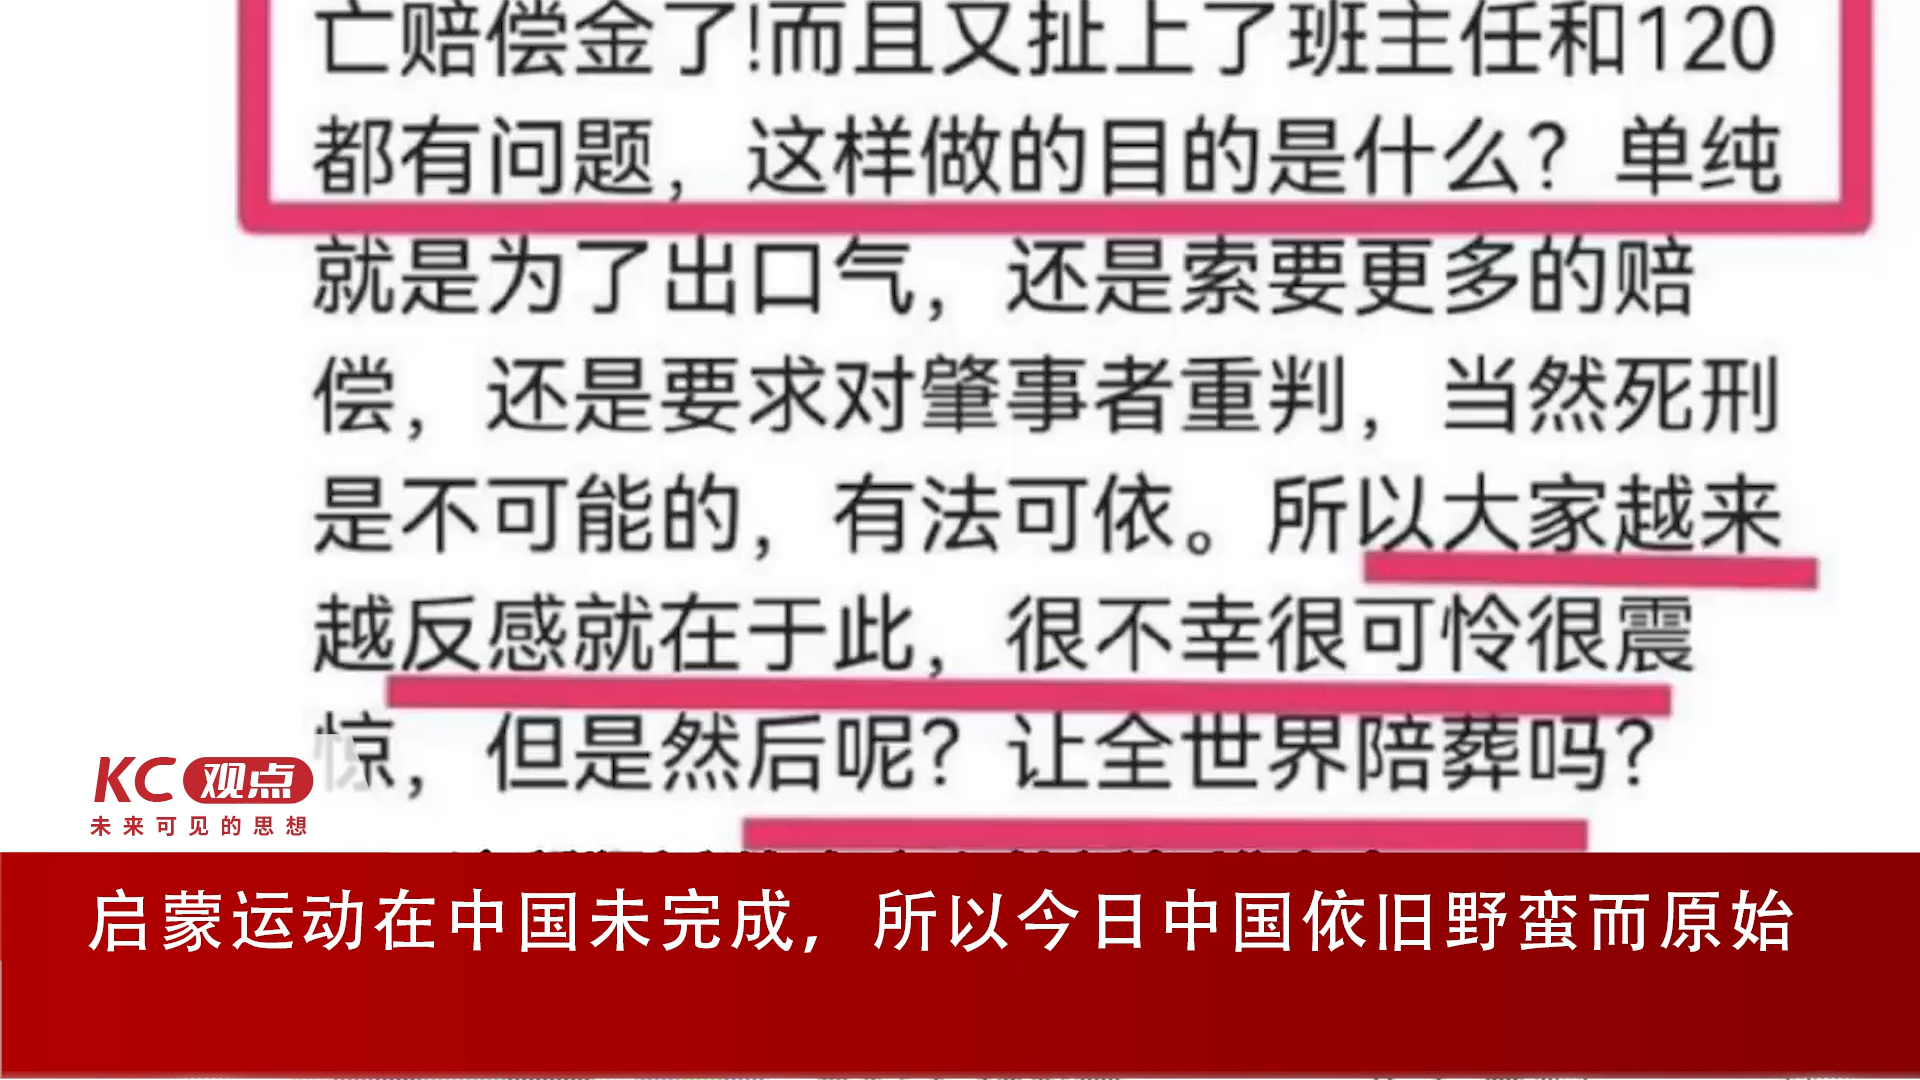 亡赔偿金了!而且又扯上了班主任和120
都有问题，这样做的目的是什么？单纯
就是为了出口气，还是索要更多的赔
偿，还是要求对肇事者重判，当然死刑
是不可能的，有法可依。所以大家越来
越反感就在于此，很不幸很可怜很震
惊，但是然后呢？让全世界陪葬吗？
KC 观点
未来可见的思想
启蒙运动在中国未完成，所以今日中国依旧野蛮而原始